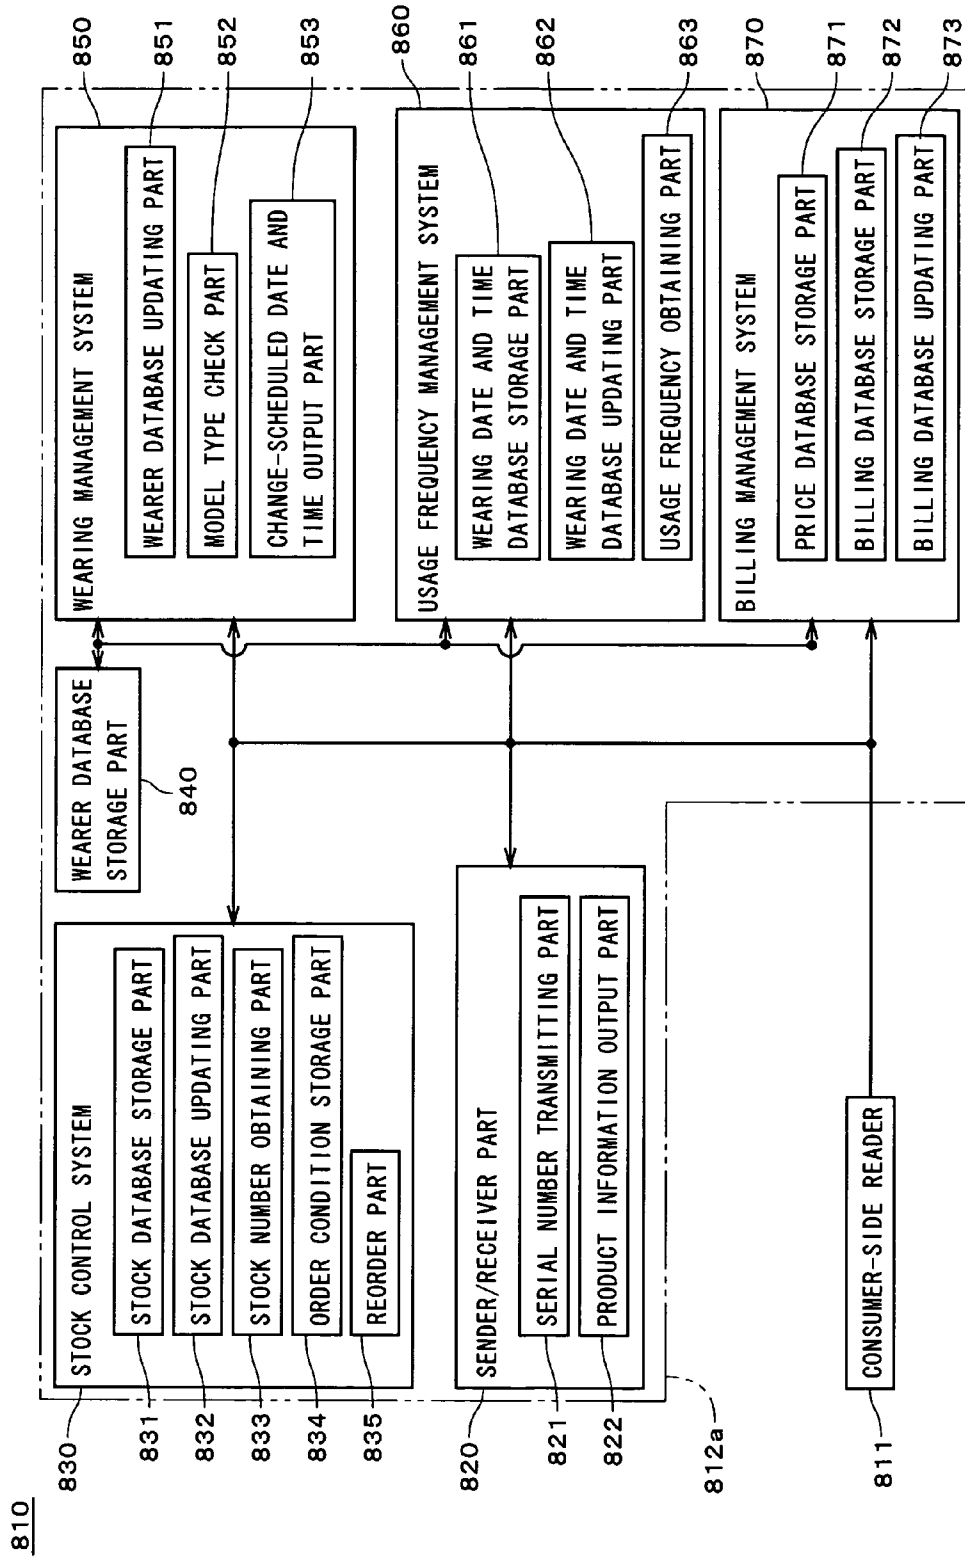 810
830
STOCK CONTROL SYSTEM
831
STOCK DATABASE STORAGE PART
832
STOCK DATABASE UPDATING PART
833
STOCK NUMBER OBTAINING PART
834
ORDER CONDITION STORAGE PART
835
REORDER PART
WEARER DATABASE
STORAGE PART
840
850
WEARING MANAGEMENT SYSTEM
851
WEARER DATABASE UPDATING PART
852
MODEL TYPE CHECK PART
853
CHANGE-SCHEDULED DATE AND
TIME OUTPUT PART
820
SENDER/RECEIVER PART
821
SERIAL NUMBER TRANSMITTING PART
822
PRODUCT INFORMATION OUTPUT PART
812a
860
USAGE FREQUENCY MANAGEMENT SYSTEM
861
WEARING DATE AND TIME
DATABASE STORAGE PART
862
WEARING DATE AND TIME
DATABASE UPDATING PART
863
USAGE FREQUENCY OBTAINING PART
811
CONSUMER-SIDE READER
870
BILLING MANAGEMENT SYSTEM
871
PRICE DATABASE STORAGE PART
872
BILLING DATABASE STORAGE PART
873
BILLING DATABASE UPDATING PART